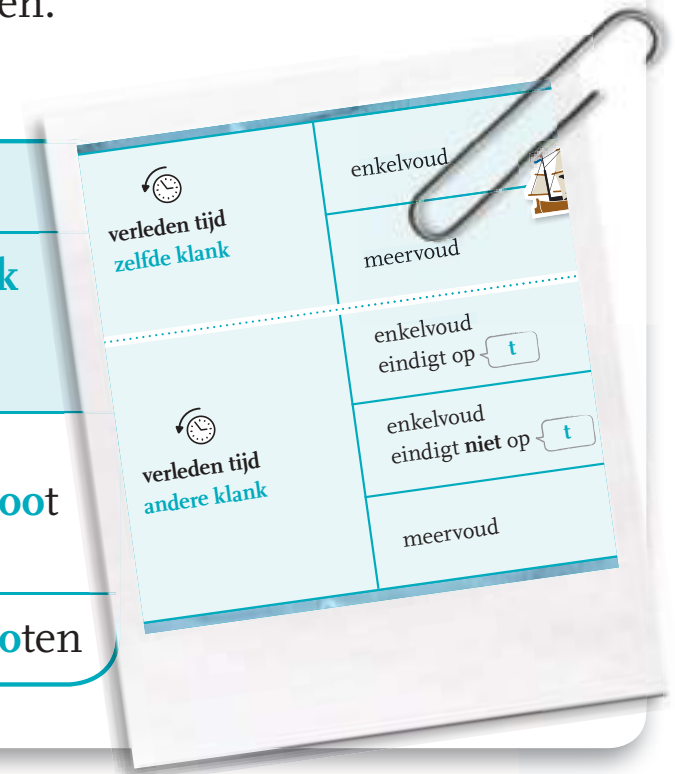 en.
k
oot
oten
verleden tijd
zelfde klank
enkelvoud
meervoud
verleden tijd
andere klank
enkelvoud
eindigt op t
enkelvoud
eindigt niet op t
meervoud